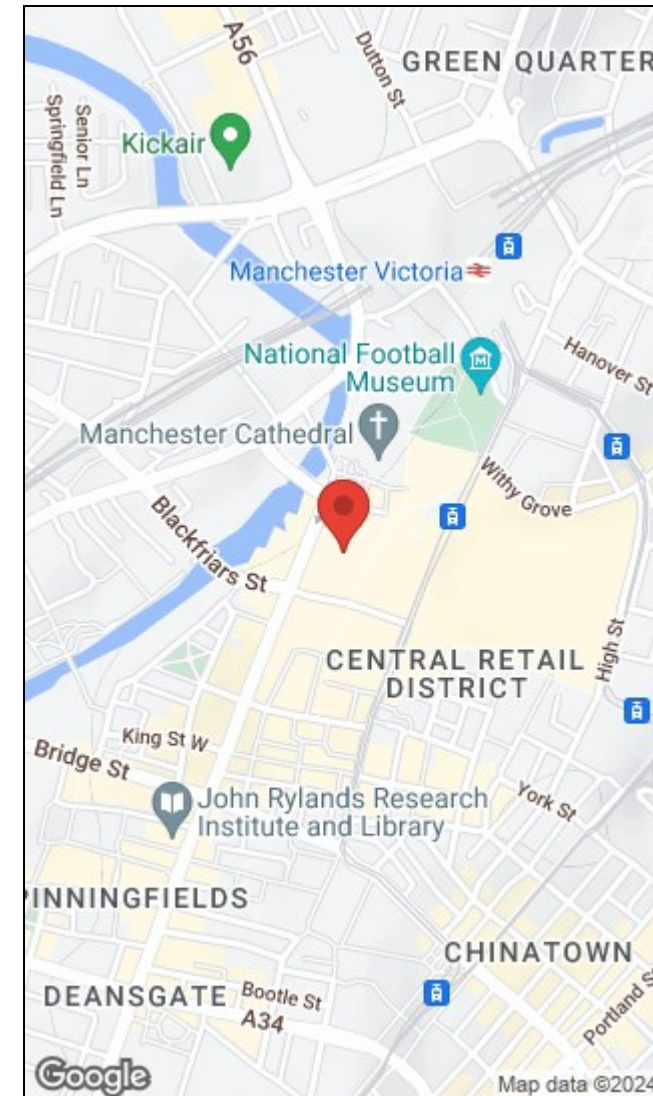 A56
Dutton St
GREEN QUARTER
Senior Ln
Springfield Ln
Kickair
Manchester Victoria
National Football
Museum
Hanover St
Manchester Cathedral
Withy Grove
Blackfriars St
CENTRAL RETAIL
DISTRICT
High St
King St W
Bridge St
John Rylands Research
Institute and Library
York St
PINNINGFIELDS
CHINATOWN
DEANSGATE
Bootle St
A34
Portland S
Google
Map data ©2024